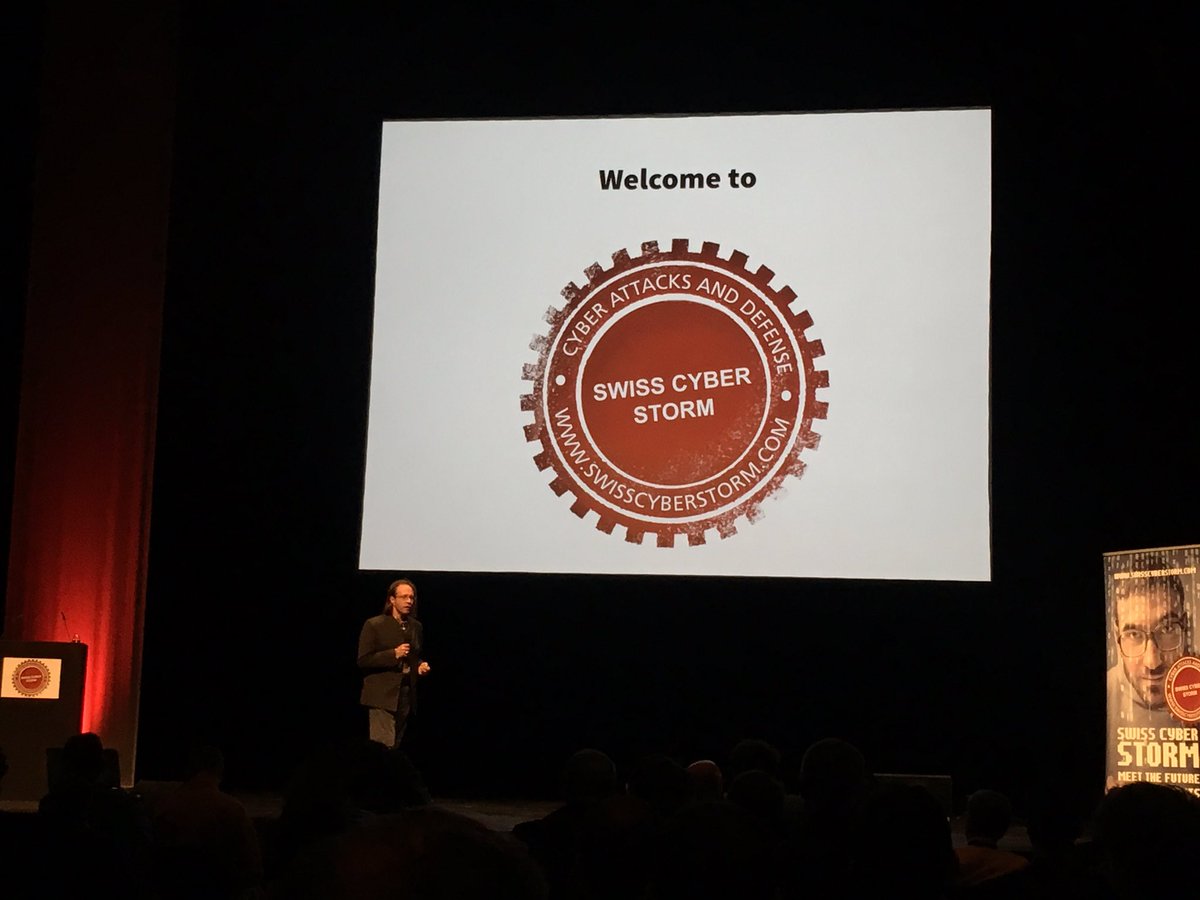 Welcome to
CYBER ATTACKS AND DEFENSE
SWISS CYBER
STORM
WWW.SWISSCYBERSTORM.COM
WWW.SWISSCYBERSTORM.COM
SWISS CYBER
STORM
SWISS CYBER
STORM
MEET THE FUTURE